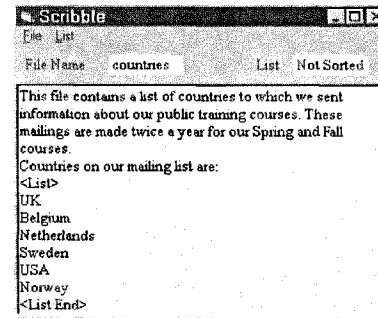 Scribble
File List
File Name countries List Not Sorted
This file contains a list of countries to which we sent
information about our public training courses. These
mailings are made twice a year for our Spring and Fall
courses.
Countries on our mailing list are:
<List>
UK
Belgium
Netherlands
Sweden
USA
Norway
<List End>